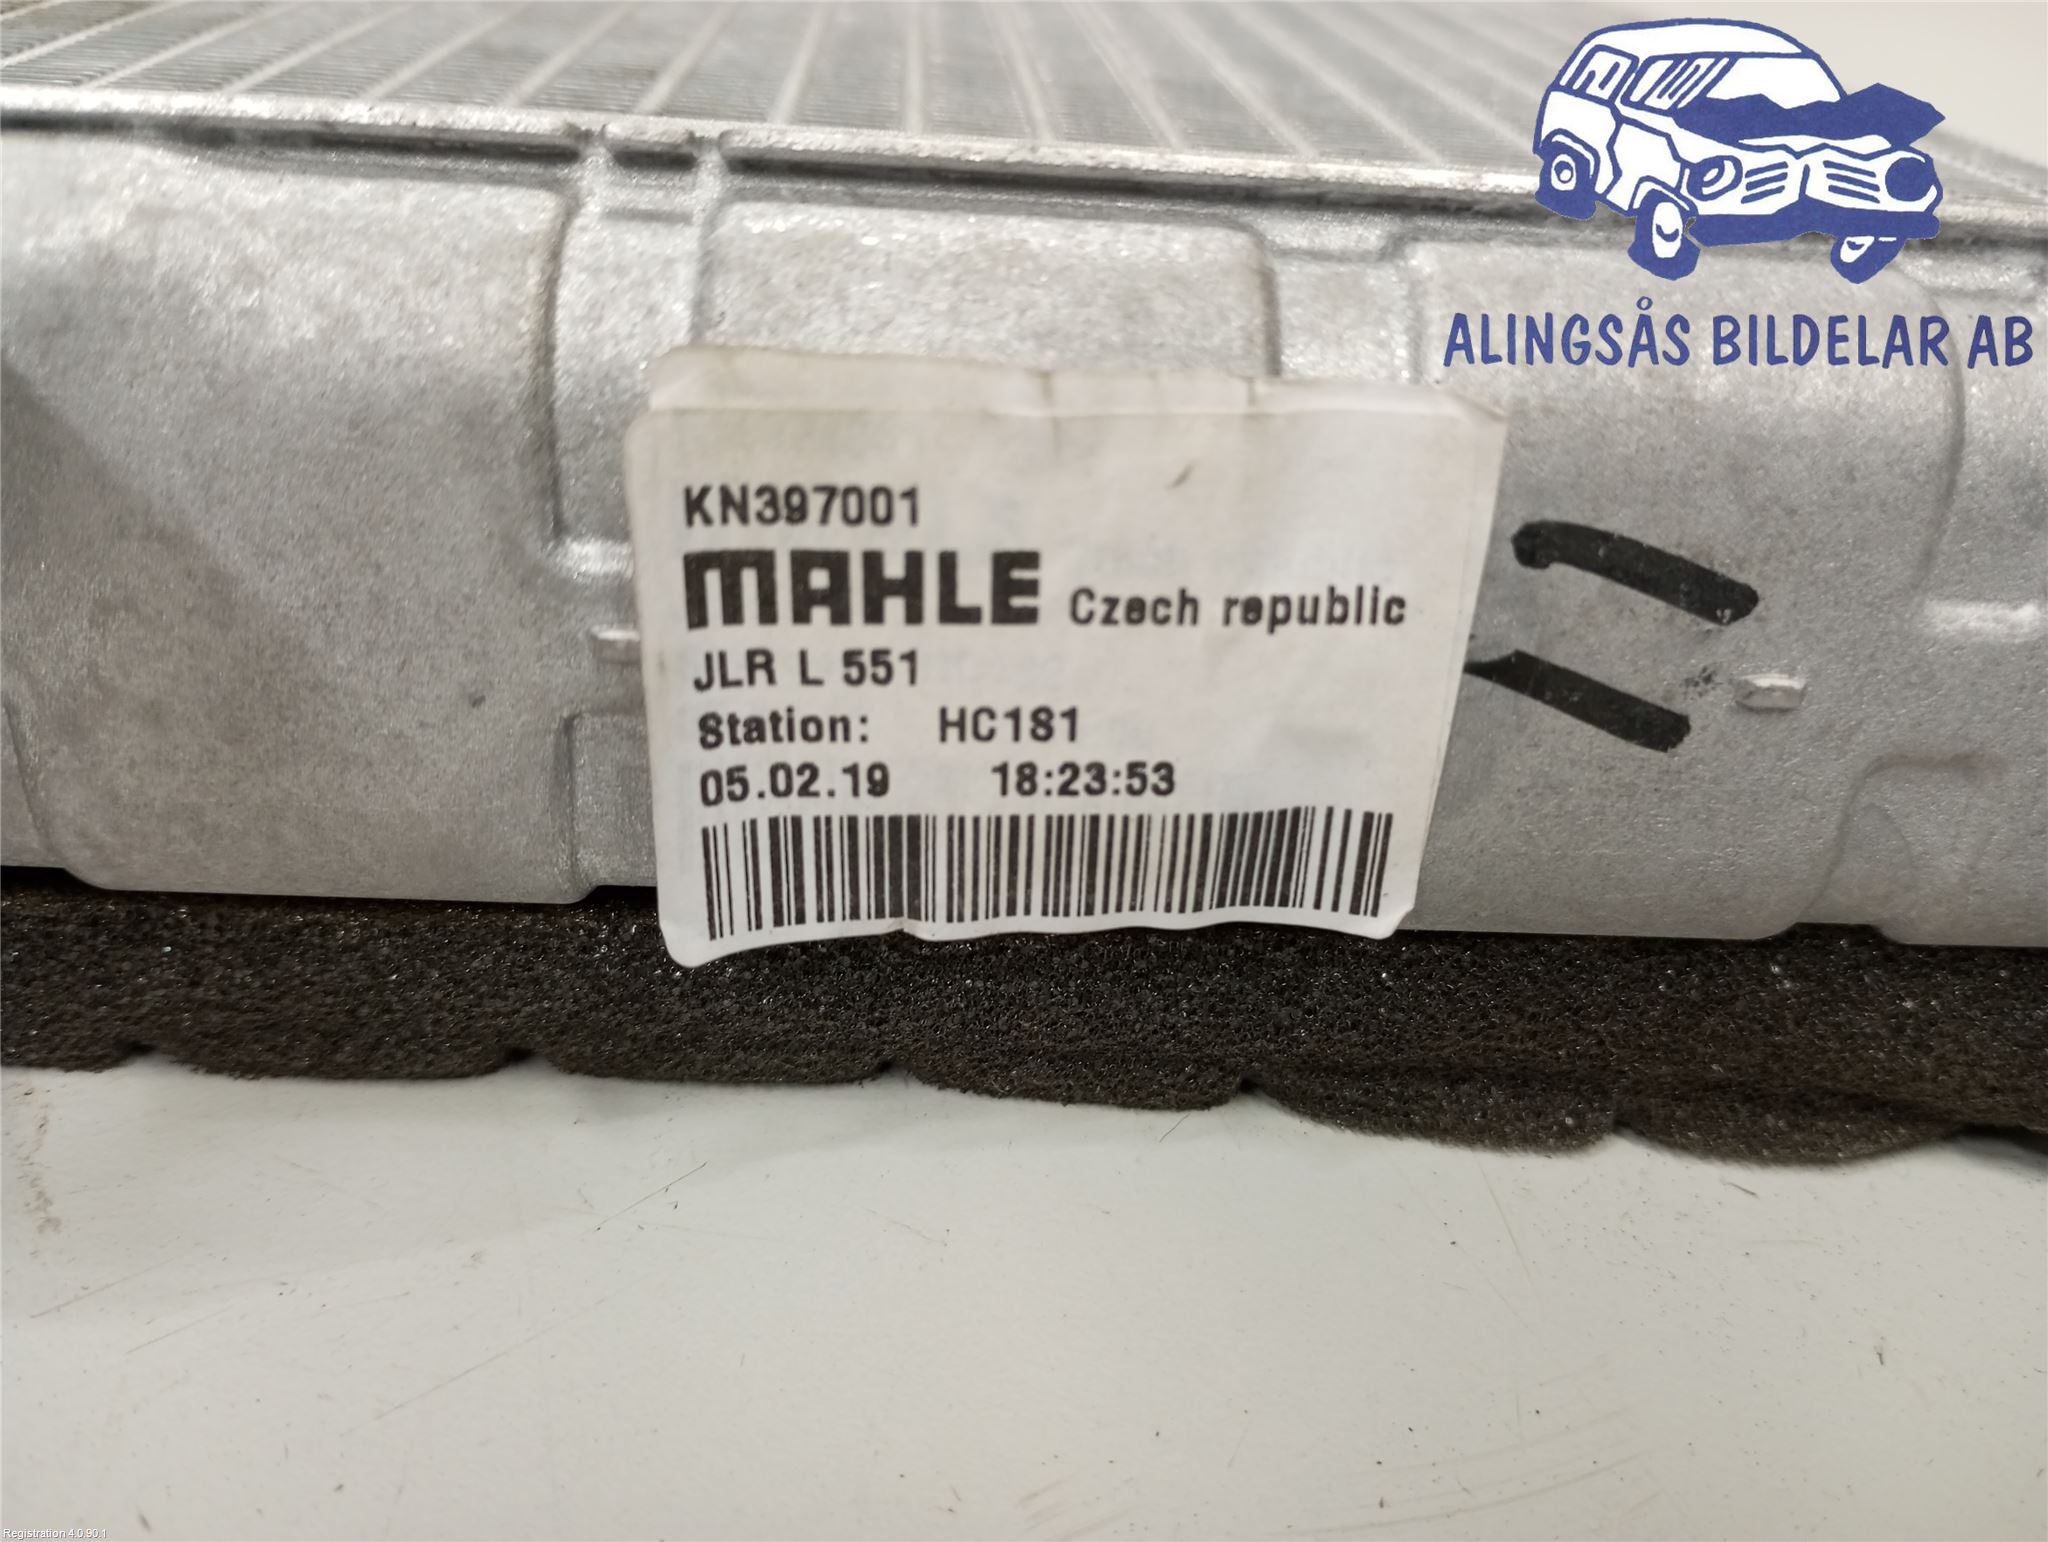 ALINGSÅS BILDELAR AB
KN397001
MAHLE Czech republic
JLR L 551
Station: HC181
05.02.19 18:23:53
Registration 4.0.90.1